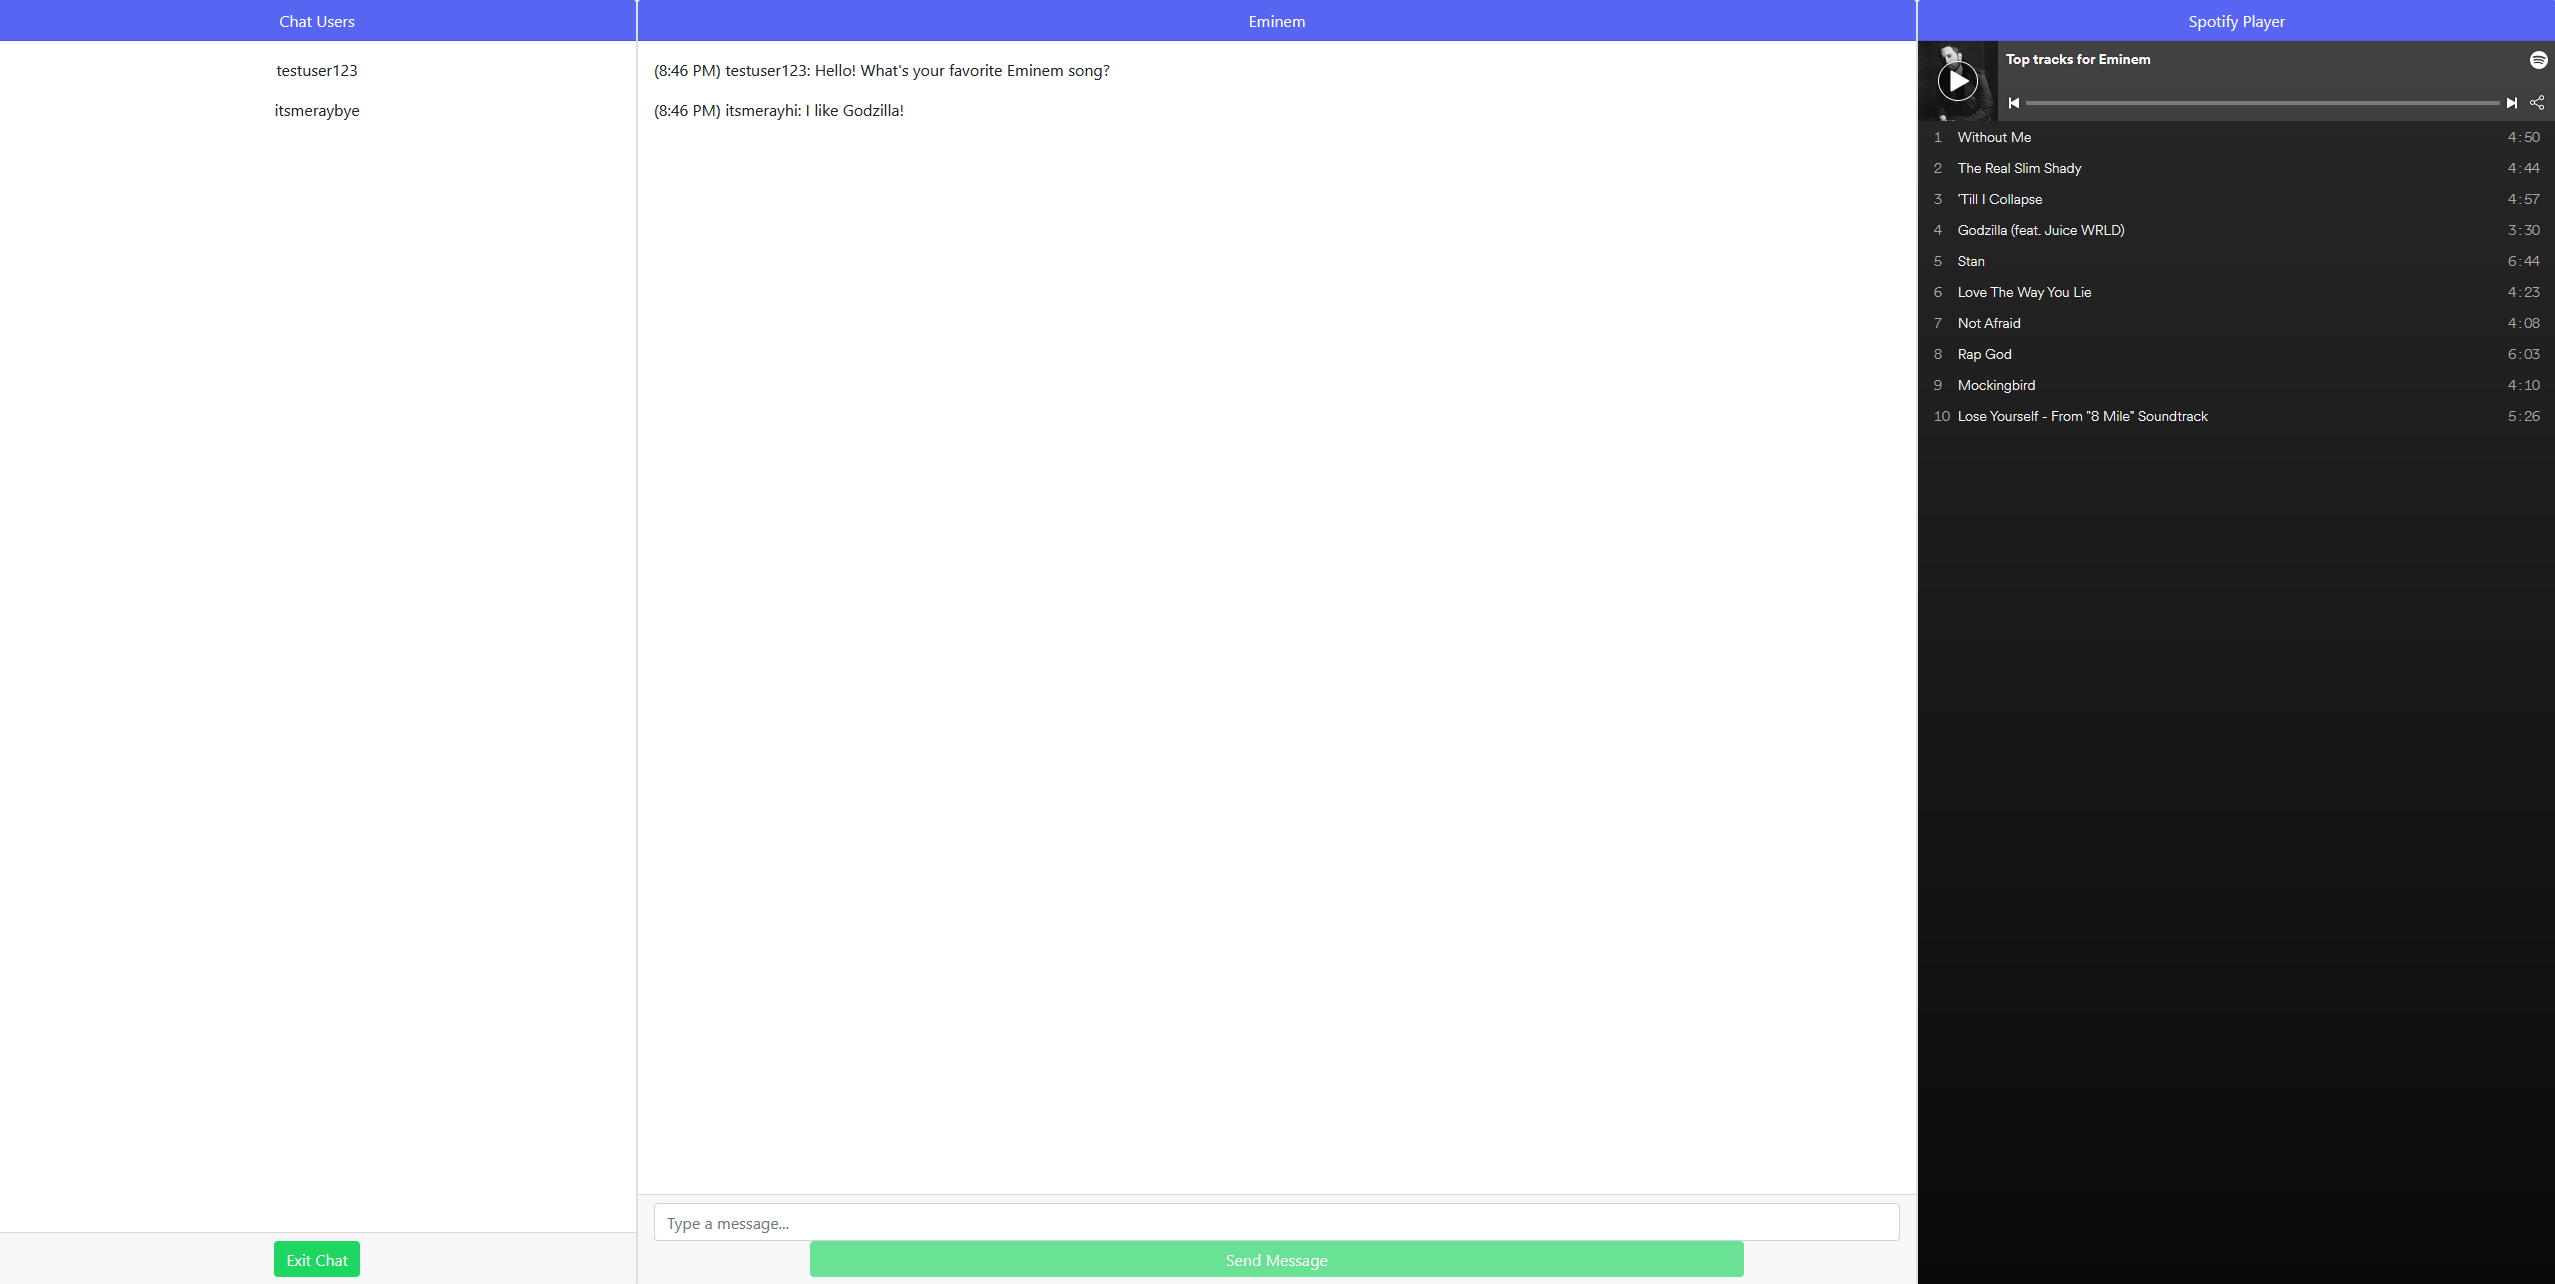 Chat Users
testuser123
itsmeraybye
Exit Chat
Eminem
(8:46 PM) testuser123: Hello! What's your favorite Eminem song?
(8:46 PM) itsmerayhi: I like Godzilla!
Type a message...
Send Message
Spotify Player
Top tracks for Eminem
1 Without Me 4:50
2 The Real Slim Shady 4:44
3 'Till I Collapse 4:57
4 Godzilla (feat. Juice WRLD) 3:30
5 Stan 6:44
6 Love The Way You Lie 4:23
7 Not Afraid 4:08
8 Rap God 6:03
9 Mockingbird 4:10
10 Lose Yourself - From "8 Mile" Soundtrack 5:26